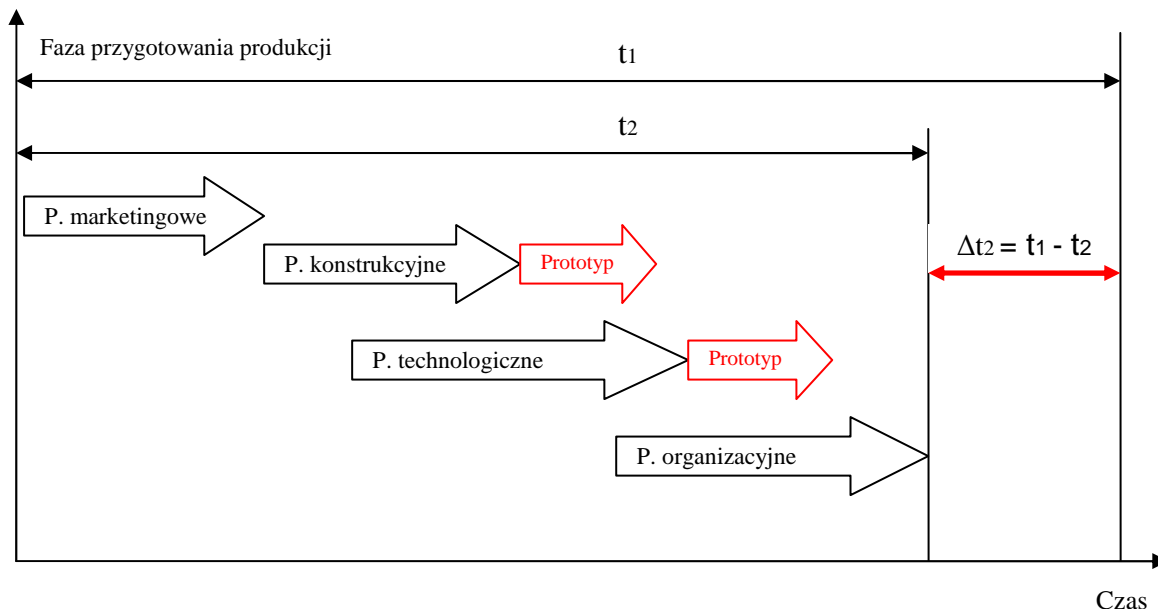 Faza przygotowania produkcji
t1
t2
P. marketingowe
P. konstrukcyjne
Prototyp
Δt2 = t1 - t2
P. technologiczne
Prototyp
P. organizacyjne
Czas